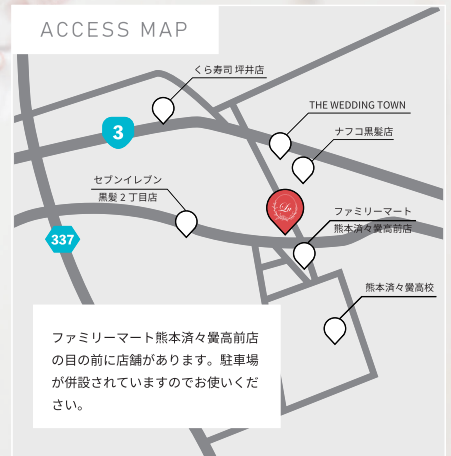 ACCESS MAP
くら寿司 坪井店
THE WEDDING TOWN
3
ナフコ黒髪店
セブンイレブン
黒髪 2 丁目店
ファミリーマート
熊本済々黌高前店
337
熊本済々黌高校
ファミリーマート熊本済々黌高前店
の目の前に店舗があります。駐車場
が併設されていますのでお使いくだ
さい。